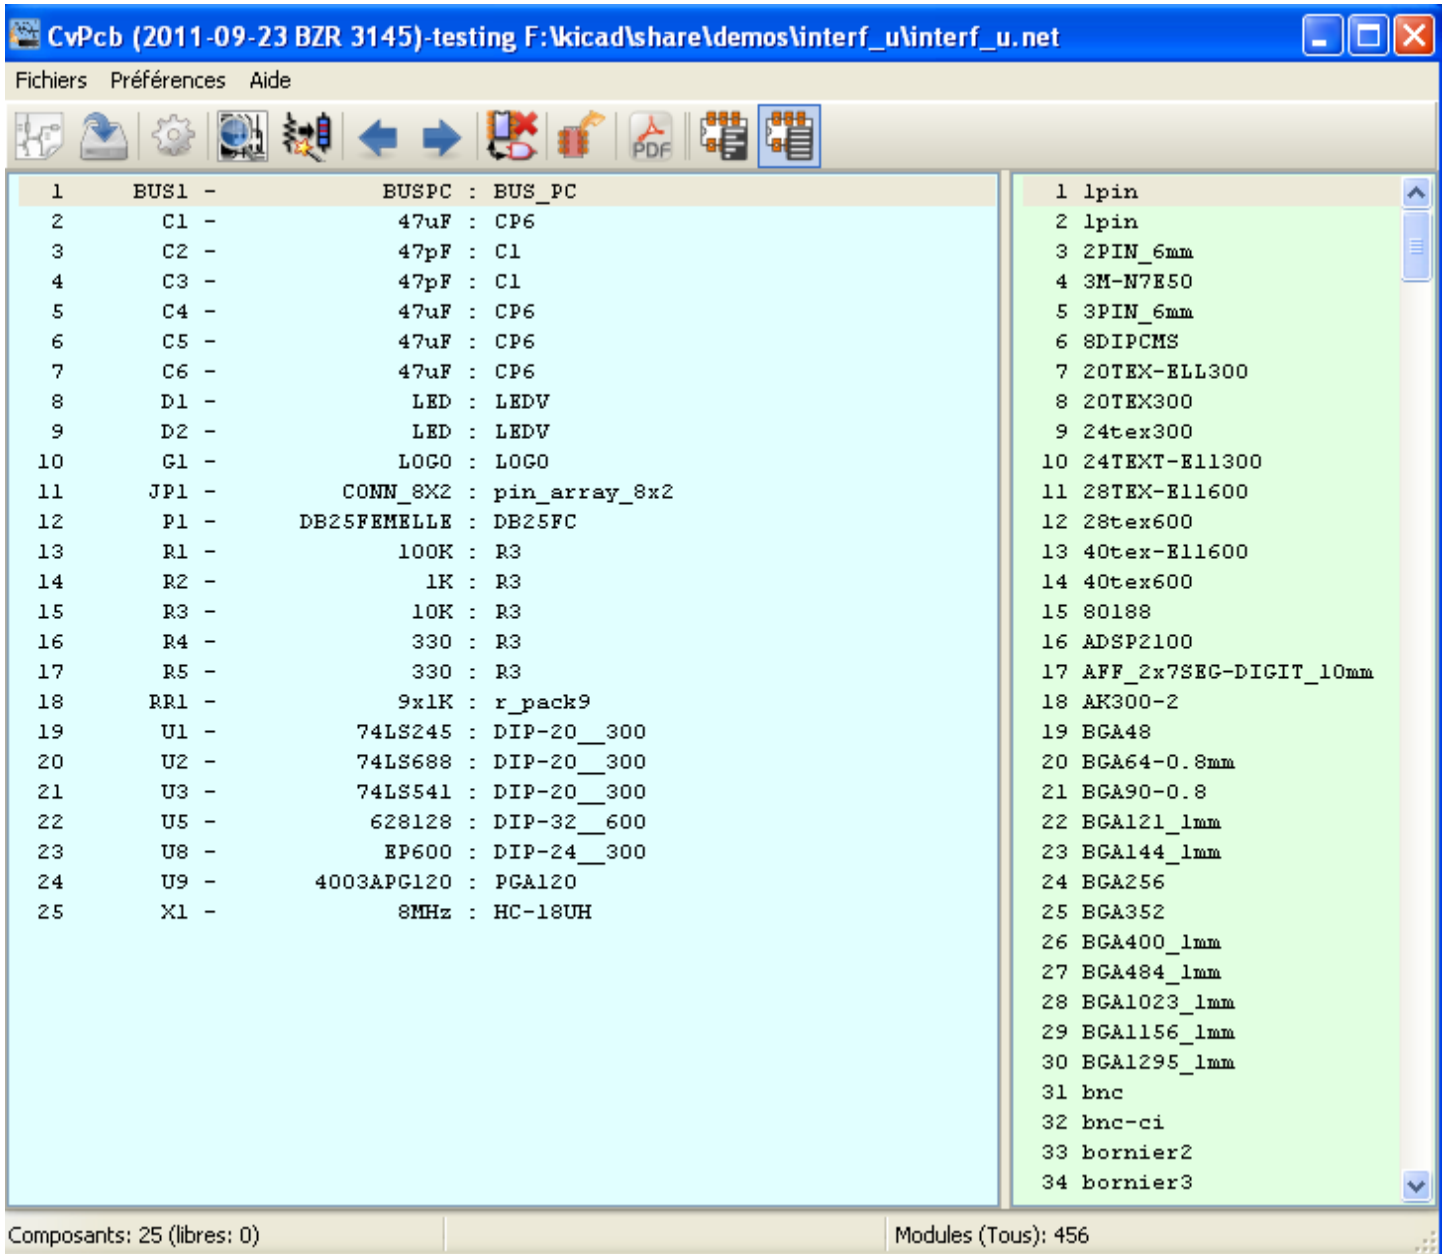 CvPcb (2011-09-23 BZR 3145)-testing F:\kicad\share\demos\interf_u\interf_u.net
Fichiers Préférences Aide
PDF
1 BUS1 - BUSPC : BUS_PC
2 C1 - 47uF : CP6
3 C2 - 47pF : C1
4 C3 - 47pF : C1
5 C4 - 47uF : CP6
6 C5 - 47uF : CP6
7 C6 - 47uF : CP6
8 D1 - LED : LEDV
9 D2 - LED : LEDV
10 G1 - LOGO : LOGO
11 JP1 - CONN_8X2 : pin_array_8x2
12 P1 - DB25FEMELLE : DB25FC
13 R1 - 100K : R3
14 R2 - 1K : R3
15 R3 - 10K : R3
16 R4 - 330 : R3
17 R5 - 330 : R3
18 RR1 - 9x1K : r_pack9
19 U1 - 74LS245 : DIP-20__300
20 U2 - 74LS688 : DIP-20__300
21 U3 - 74LS541 : DIP-20__300
22 U5 - 628128 : DIP-32__600
23 U8 - EP600 : DIP-24__300
24 U9 - 4003APG120 : PGA120
25 X1 - 8MHz : HC-18UH
1 1pin
2 1pin
3 2PIN_6mm
4 3M-N7E50
5 3PIN_6mm
6 8DIPCMS
7 20TEX-ELL300
8 20TEX300
9 24tex300
10 24TEXT-Ell300
11 28TEX-Ell600
12 28tex600
13 40tex-Ell600
14 40tex600
15 80188
16 ADSP2100
17 AFF_2x7SEG-DIGIT_10mm
18 AK300-2
19 BGA48
20 BGA64-0.8mm
21 BGA90-0.8
22 BGA121_1mm
23 BGA144_1mm
24 BGA256
25 BGA352
26 BGA400_1mm
27 BGA484_1mm
28 BGA1023_1mm
29 BGA1156_1mm
30 BGA1295_1mm
31 bnc
32 bnc-ci
33 bornier2
34 bornier3
Composants: 25 (libres: 0)
Modules (Tous): 456